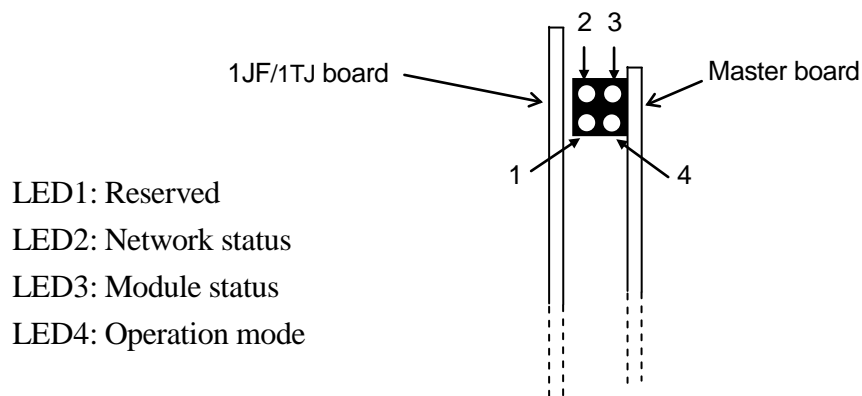 2 3
1JF/1TJ board
Master board
1
4
LED1: Reserved
LED2: Network status
LED3: Module status
LED4: Operation mode